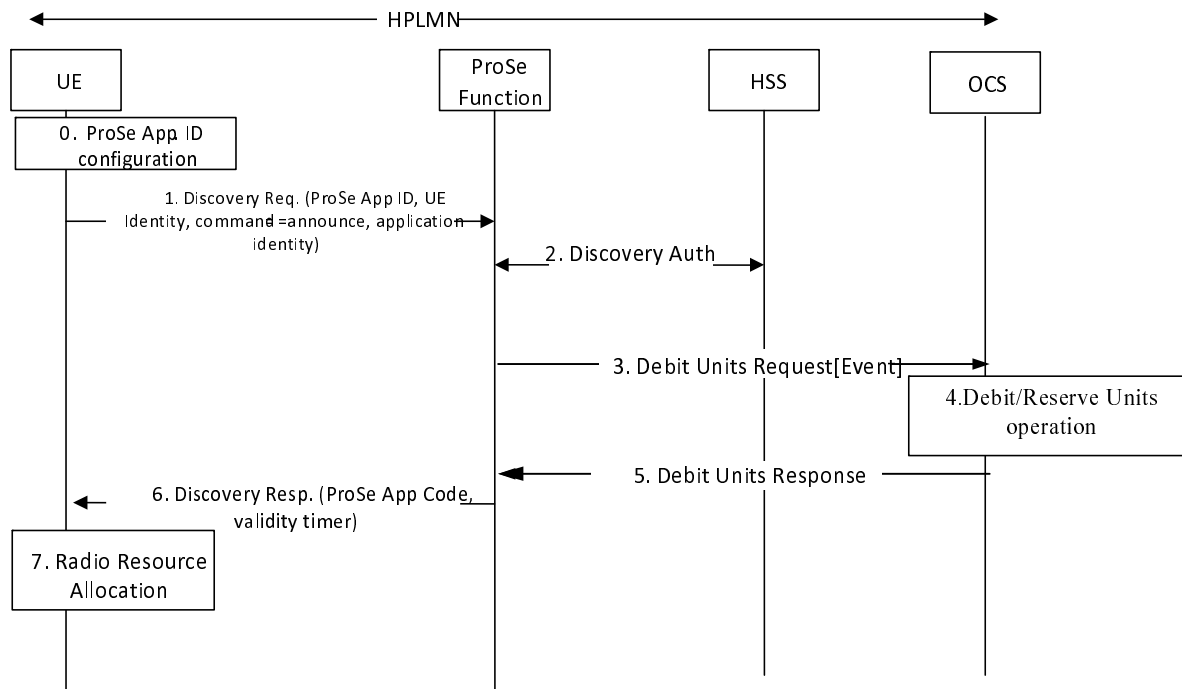 HPLMN
UE
ProSe
Function
HSS
OCS
0. ProSe App. ID
configuration
1. Discovery Req. (ProSe App ID, UE
Identity, command =announce, application
identity)
2. Discovery Auth
3. Debit Units Request[Event]
4.Debit/Reserve Units
operation
5. Debit Units Response
6. Discovery Resp. (ProSe App Code,
validity timer)
7. Radio Resource
Allocation